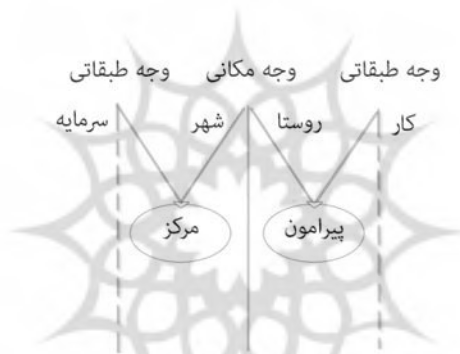 وجه طبقاتی وجه مکانی وجه طبقاتی
کار روستا شهر سرمایه
پیرامون مرکز